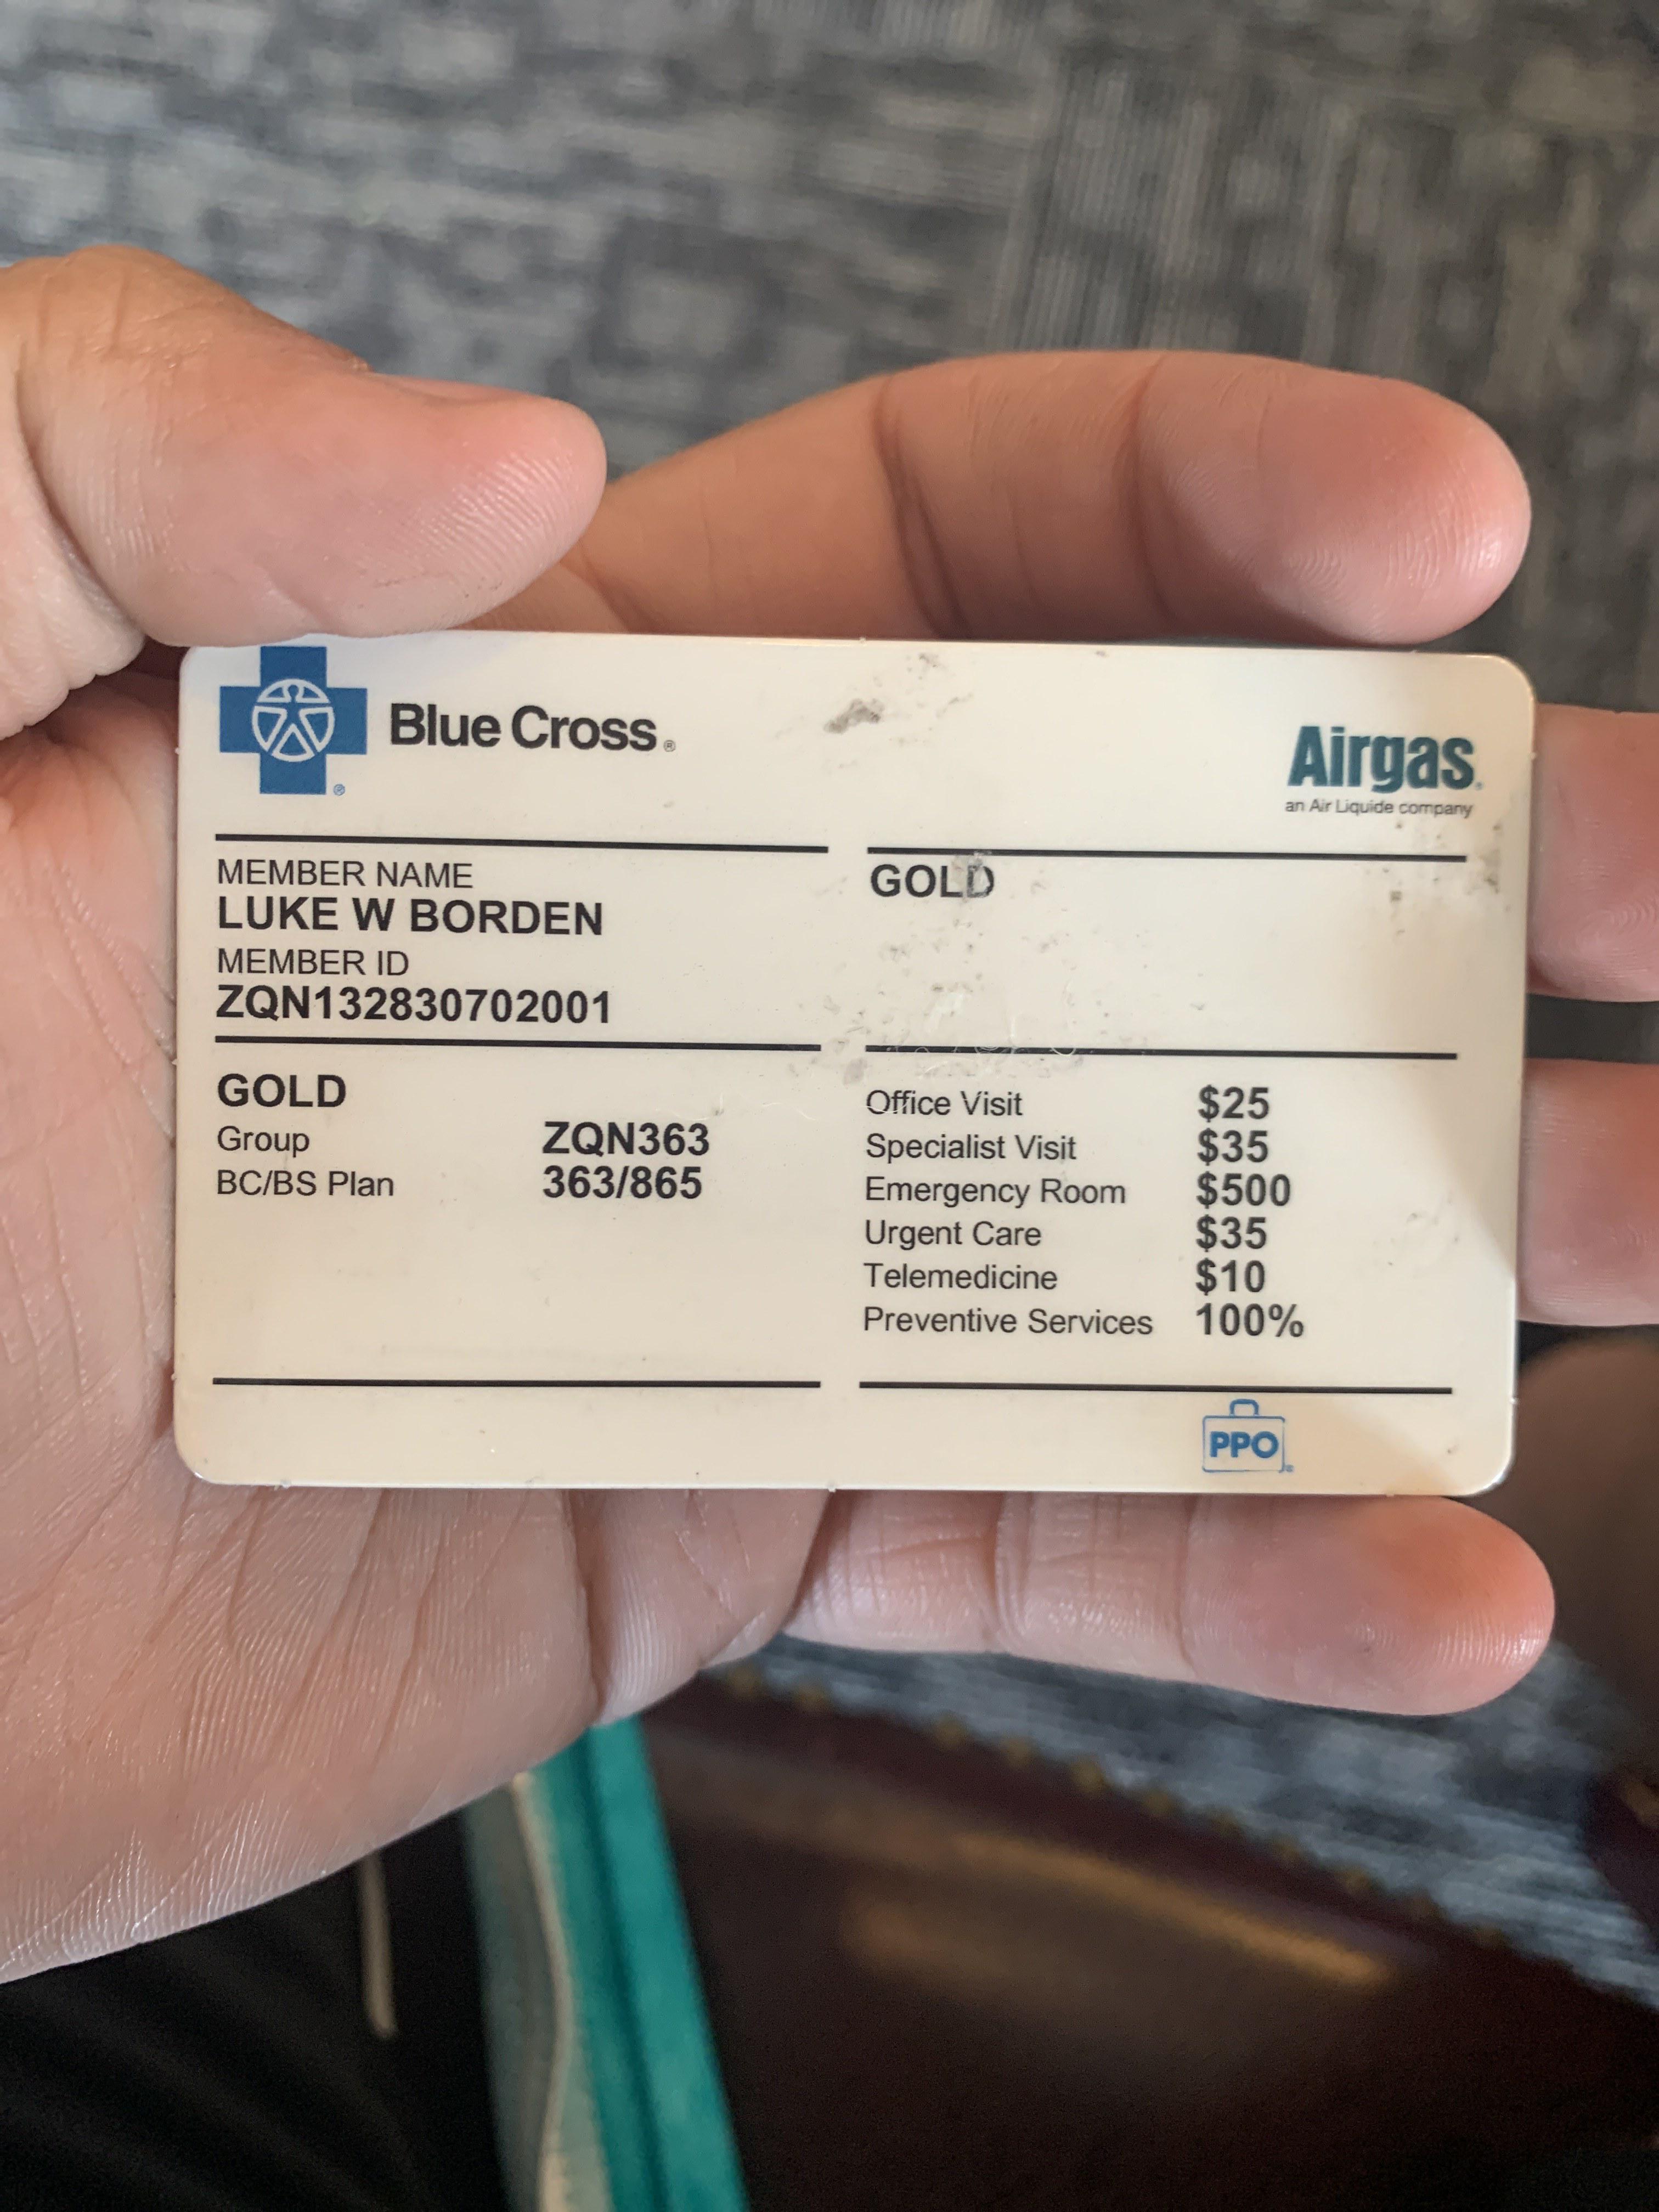 Blue Cross®
®
Airgas®
an Air Liquide company
MEMBER NAME
LUKE W BORDEN
MEMBER ID
ZQN132830702001
GOLD
GOLD
Group ZQN363
BC/BS Plan 363/865
Office Visit $25
Specialist Visit $35
Emergency Room $500
Urgent Care $35
Telemedicine $10
Preventive Services 100%
PPO®